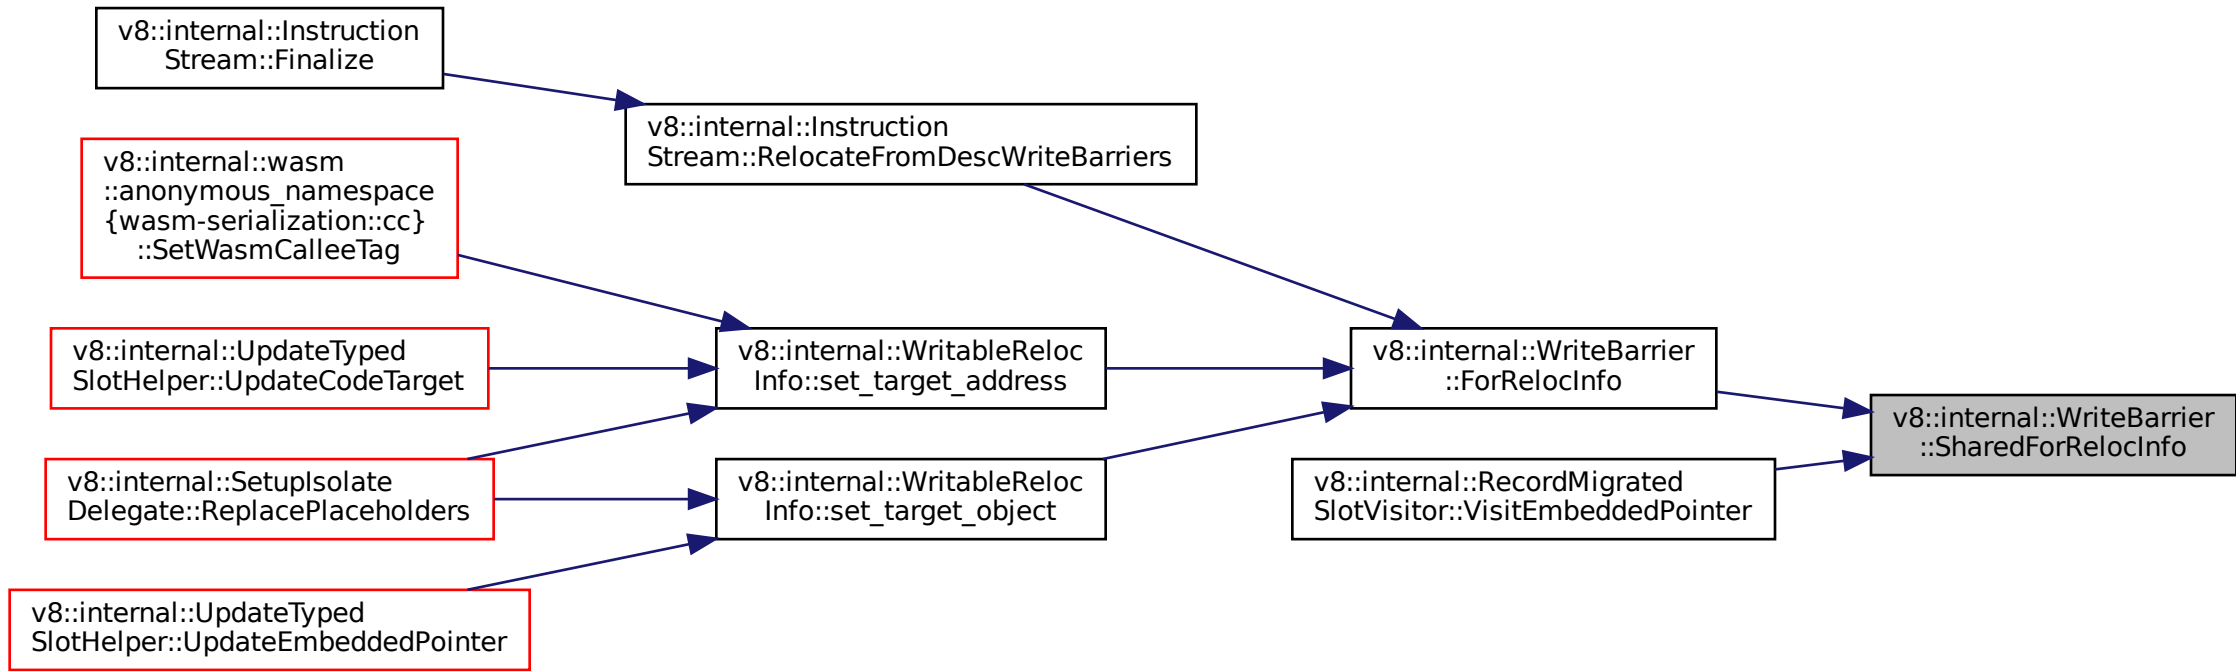 v8::internal::Instruction
Stream::Finalize
v8::internal::Instruction
Stream::RelocateFromDescWriteBarriers
v8::internal::wasm
::anonymous_namespace
{wasm-serialization::cc}
::SetWasmCalleeTag
v8::internal::UpdateTyped
SlotHelper::UpdateCodeTarget
v8::internal::WritableReloc
Info::set_target_address
v8::internal::WriteBarrier
::ForRelocInfo
v8::internal::WriteBarrier
::SharedForRelocInfo
v8::internal::SetupIsolate
Delegate::ReplacePlaceholders
v8::internal::WritableReloc
Info::set_target_object
v8::internal::RecordMigrated
SlotVisitor::VisitEmbeddedPointer
v8::internal::UpdateTyped
SlotHelper::UpdateEmbeddedPointer